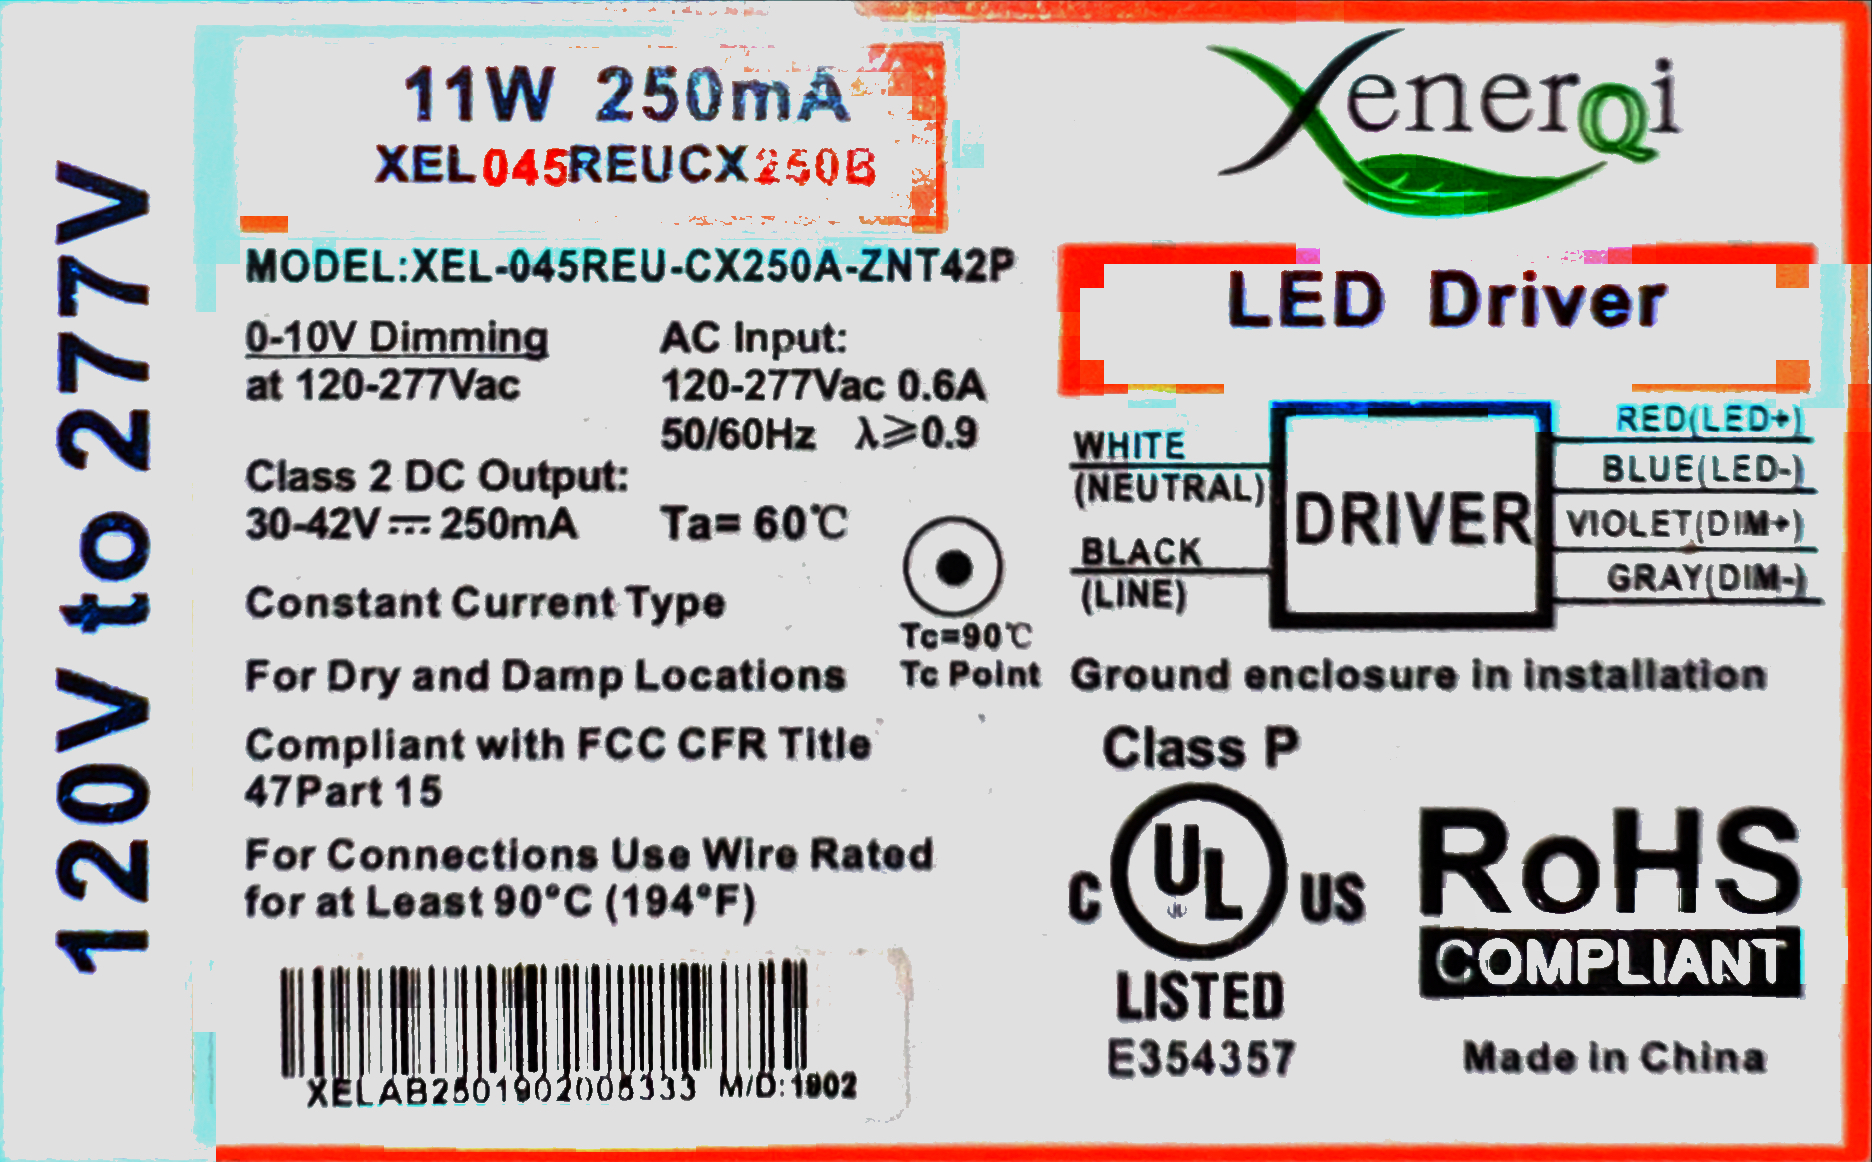 120V to 277V
11W 250mA
XEL045REUCX250B
XenerQi
MODEL:XEL-045REU-CX250A-ZNT42P
LED Driver
0-10V Dimming
at 120-277Vac
AC Input:
120-277Vac 0.6A
50/60Hz λ⩾0.9
Class 2 DC Output:
30-42V⎓250mA
Ta= 60℃
Constant Current Type
Tc=90℃
Tc Point
For Dry and Damp Locations
Compliant with FCC CFR Title
47Part 15
For Connections Use Wire Rated
for at Least 90°C (194°F)
XELAB2501902005333 M/D:1902
WHITE
(NEUTRAL)
BLACK
(LINE)
DRIVER
RED(LED+)
BLUE(LED-)
VIOLET(DIM+)
GRAY(DIM-)
Ground enclosure in installation
Class P
C UL US
LISTED
E354357
RoHS
COMPLIANT
Made in China